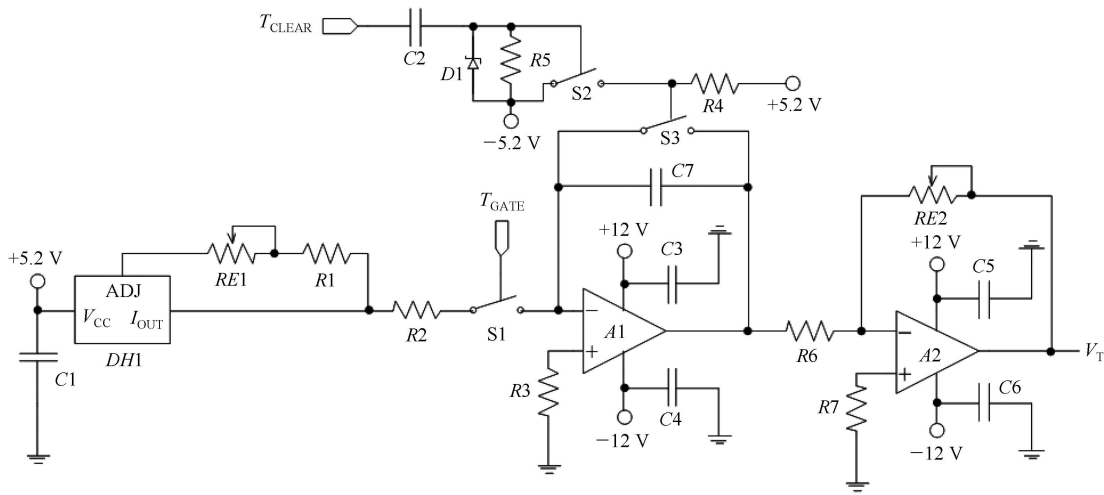 T_CLEAR
C2
D1
R5
S2
R4
+5.2 V
−5.2 V
S3
C7
T_GATE
+12 V
C3
RE2
+12 V
C5
+5.2 V
RE1
R1
ADJ
V_CC I_OUT
DH1
C1
R2
S1
−
A1
+
R3
C4
−12 V
R6
−
A2
+
V_T
R7
C6
−12 V